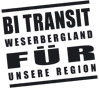 BI TRANSIT
WESERBERGLAND
FÜR
UNSERE REGION